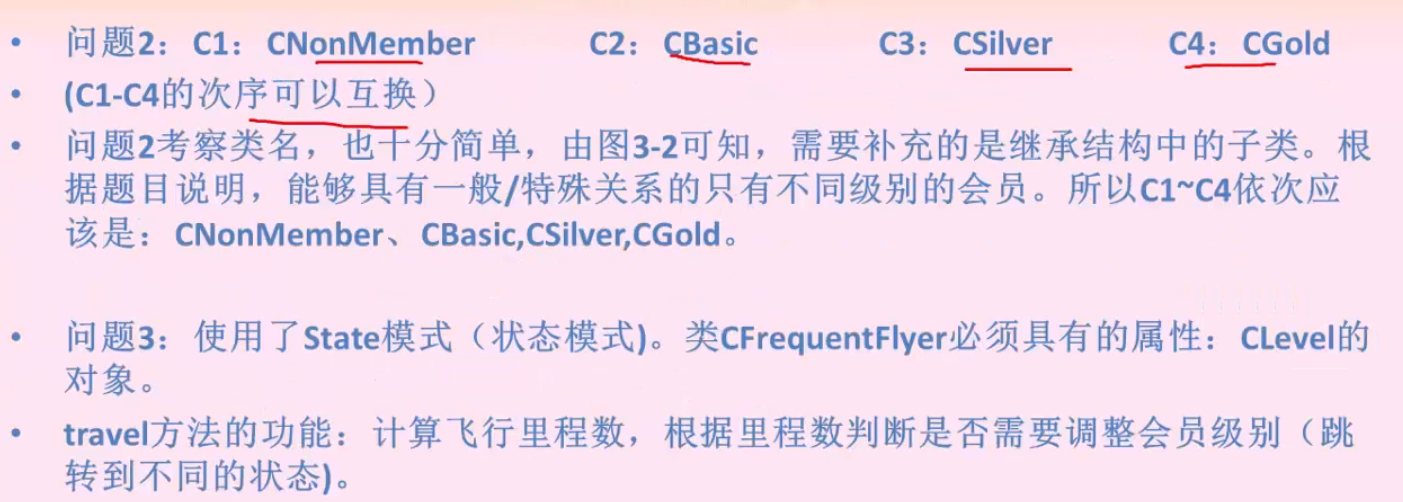 • 问题2：C1：CNonMember C2：CBasic C3：CSilver C4：CGold
• (C1-C4的次序可以互换）
• 问题2考察类名，也十分简单，由图3-2可知，需要补充的是继承结构中的子类。根
据题目说明，能够具有一般/特殊关系的只有不同级别的会员。所以C1~C4依次应
该是：CNonMember、CBasic,CSilver,CGold。
• 问题3：使用了State模式（状态模式)。类CFrequentFlyer必须具有的属性：CLevel的
对象。
• travel方法的功能：计算飞行里程数，根据里程数判断是否需要调整会员级别（跳
转到不同的状态)。